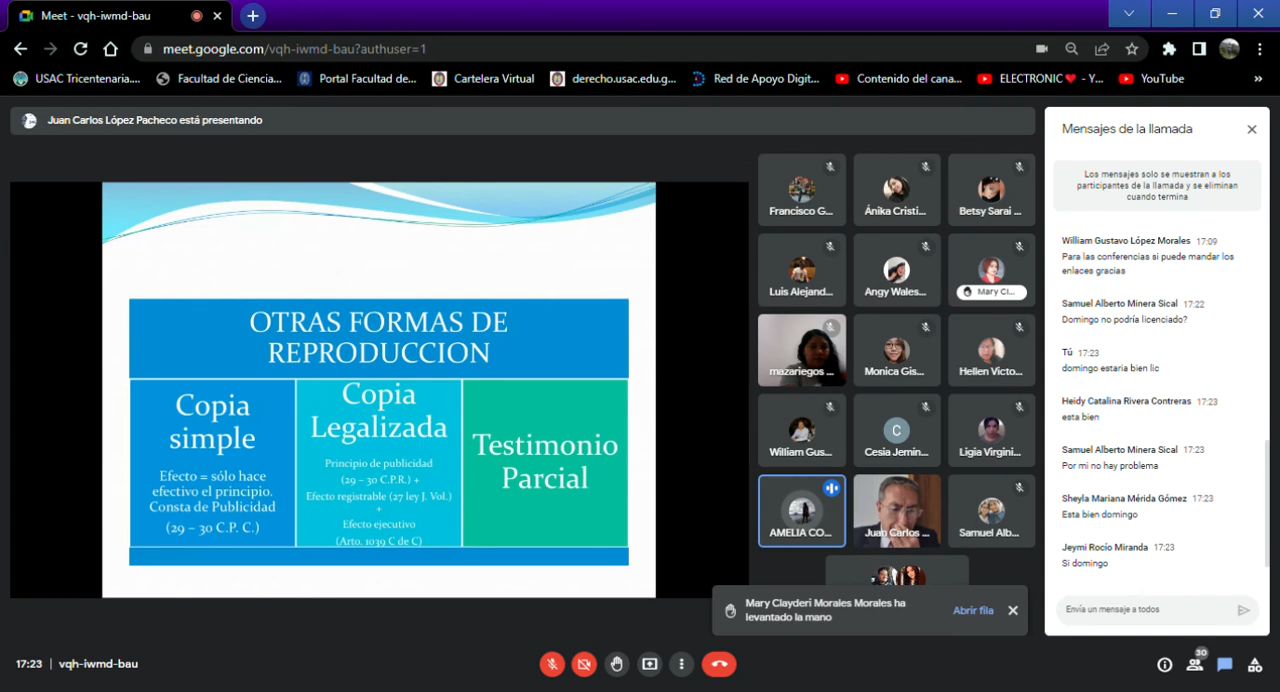 Meet - vqh-iwmd-bau
meet.google.com/vqh-iwmd-bau?authuser=1
USAC Tricentenaria....
Facultad de Ciencia...
Portal Facultad de...
Cartelera Virtual
derecho.usac.edu.g...
Red de Apoyo Digit...
Contenido del cana...
ELECTRONIC❤ - Y...
YouTube
»
Juan Carlos López Pacheco está presentando
OTRAS FORMAS DE
REPRODUCCION
Copia
simple
Efecto = sólo hace
efectivo el principio.
Consta de Publicidad
(29 – 30 C.P. C.)
Copia
Legalizada
Principio de publicidad
(29 – 30 C.P.R.) +
Efecto registrable (27 ley J. Vol.)
+
Efecto ejecutivo
(Arto. 1039 C de C)
Testimonio
Parcial
Francisco G...
Ánika Cristi...
Betsy Sarai ...
Luis Alejand...
Angy Wales...
Mary Cl...
mazariegos ...
Monica Gis...
Hellen Victo...
William Gus...
C
Cesia Jemin...
Ligia Virgini...
AMELIA CO...
Juan Carlos ...
Samuel Alb...
Mary Clayderi Morales Morales ha
levantado la mano
Abrir fila
Mensajes de la llamada
Los mensajes solo se muestran a los
participantes de la llamada y se eliminan
cuando termina
William Gustavo López Morales 17:09
Para las conferencias si puede mandar los
enlaces gracias
Samuel Alberto Minera Sical 17:22
Domingo no podría licenciado?
Tú 17:23
domingo estaría bien lic
Heidy Catalina Rivera Contreras 17:23
esta bien
Samuel Alberto Minera Sical 17:23
Por mi no hay problema
Sheyla Mariana Mérida Gómez 17:23
Esta bien domingo
Jeymi Rocío Miranda 17:23
Si domingo
Envía un mensaje a todos
17:23 | vqh-iwmd-bau
30